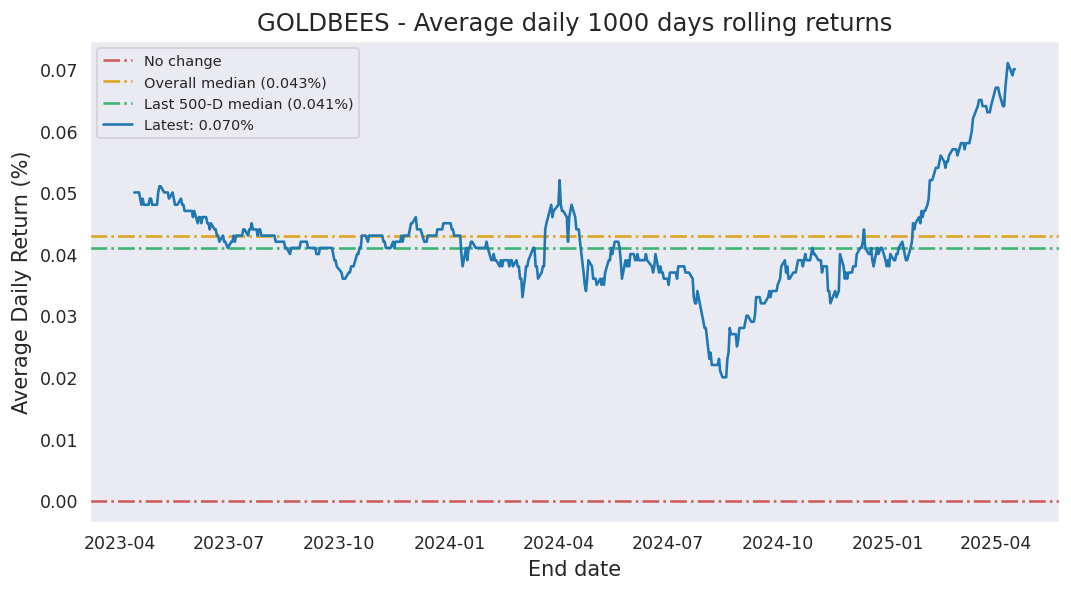 GOLDBEES - Average daily 1000 days rolling returns
No change
Overall median (0.043%)
Last 500-D median (0.041%)
Latest: 0.070%
Average Daily Return (%)
0.07
0.06
0.05
0.04
0.03
0.02
0.01
0.00
2023-04 2023-07 2023-10 2024-01 2024-04 2024-07 2024-10 2025-01 2025-04
End date